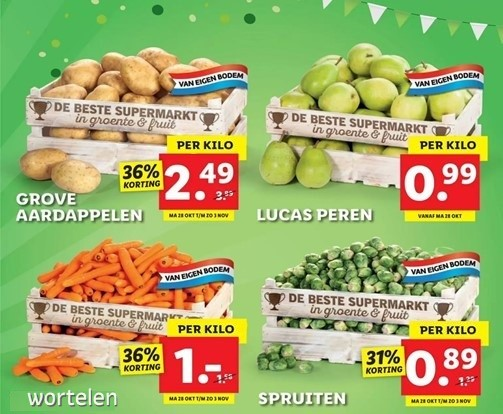 VAN EIGEN BODEM
DE BESTE SUPERMARKT
in groente & fruit
PER KILO
36%
KORTING
2.49
MA 28 OKT T/M ZO 3 NOV
GROVE
AARDAPPELEN
VAN EIGEN BODEM
DE BESTE SUPERMARKT
in groente & fruit
PER KILO
0.99
VANAF MA 28 OKT
LUCAS PEREN
VAN EIGEN BODEM
DE BESTE SUPERMARKT
in groente & fruit
PER KILO
36%
KORTING
1.-
MA 28 OKT T/M ZO 3 NOV
wortelen
VAN EIGEN BODEM
DE BESTE SUPERMARKT
in groente & fruit
PER KILO
31%
KORTING
0.89
MA 28 OKT T/M ZO 3 NOV
SPRUITEN